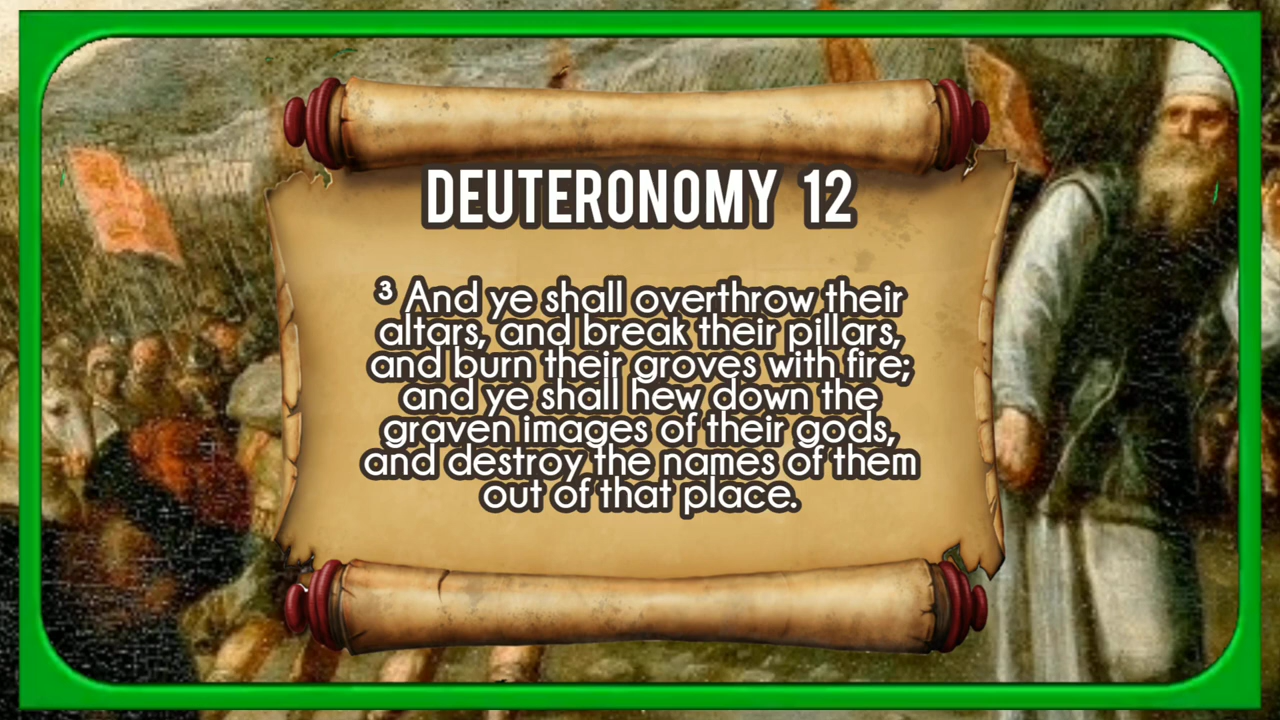 DEUTERONOMY 12
³ And ye shall overthrow their
altars, and break their pillars,
and burn their groves with fire;
and ye shall hew down the
graven images of their gods,
and destroy the names of them
out of that place.